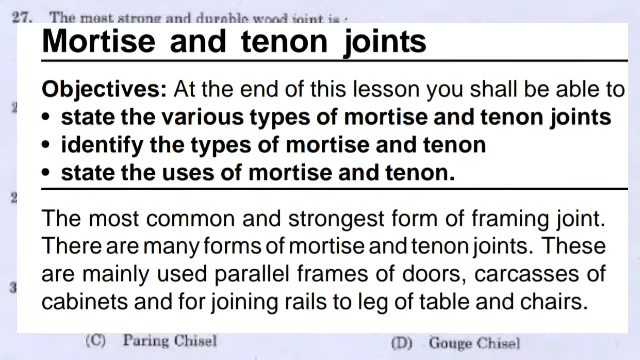 27. The most strong and durable wood joint is :
Mortise and tenon joints
Objectives: At the end of this lesson you shall be able to
• state the various types of mortise and tenon joints
• identify the types of mortise and tenon
• state the uses of mortise and tenon.
The most common and strongest form of framing joint.
There are many forms of mortise and tenon joints. These
are mainly used parallel frames of doors, carcasses of
cabinets and for joining rails to leg of table and chairs.
(C) Paring Chisel (D) Gouge Chisel